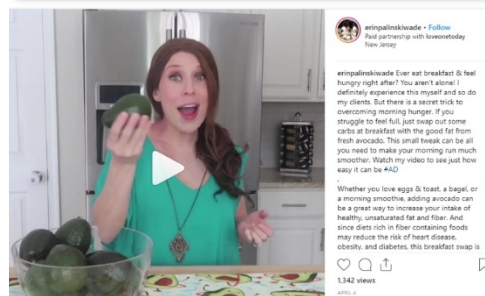 erinpalinskiwade • Follow
Paid partnership with loveonetoday
New Jersey
erinpalinskiwade Ever eat breakfast & feel
hungry right after? You aren't alone! I
definitely experience this myself and so do
my clients. But there is a secret trick to
overcoming morning hunger. If you
struggle to feel full, just swap out some
carbs at breakfast with the good fat from
fresh avocado. This small tweak can be all
you need to make your morning run much
smoother. Watch my video to see just how
easy it can be #AD
.
Whether you love eggs & toast, a bagel, or
a morning smoothie, adding avocado can
be a great way to increase your intake of
healthy, unsaturated fat and fiber. And
since diets rich in fiber containing foods
may reduce the risk of heart disease,
obesity, and diabetes, this breakfast swap is
1,342 views
APRIL 4